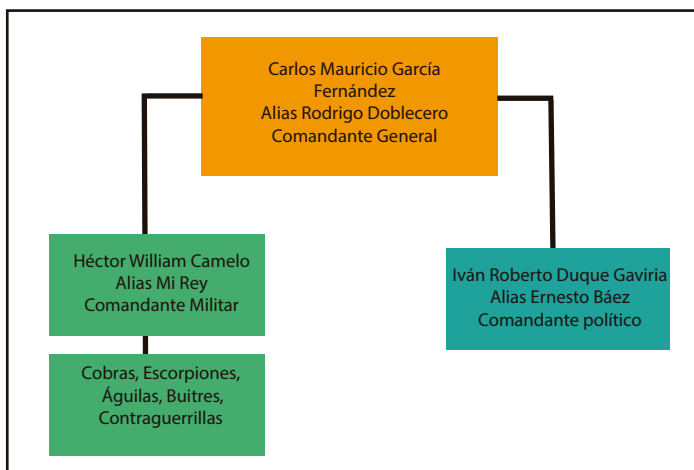 Carlos Mauricio García
Fernández
Alias Rodrigo Doblecero
Comandante General
Héctor William Camelo
Alias Mi Rey
Comandante Militar
Iván Roberto Duque Gaviria
Alias Ernesto Báez
Comandante político
Cobras, Escorpiones,
Águilas, Buitres,
Contraguerrillas